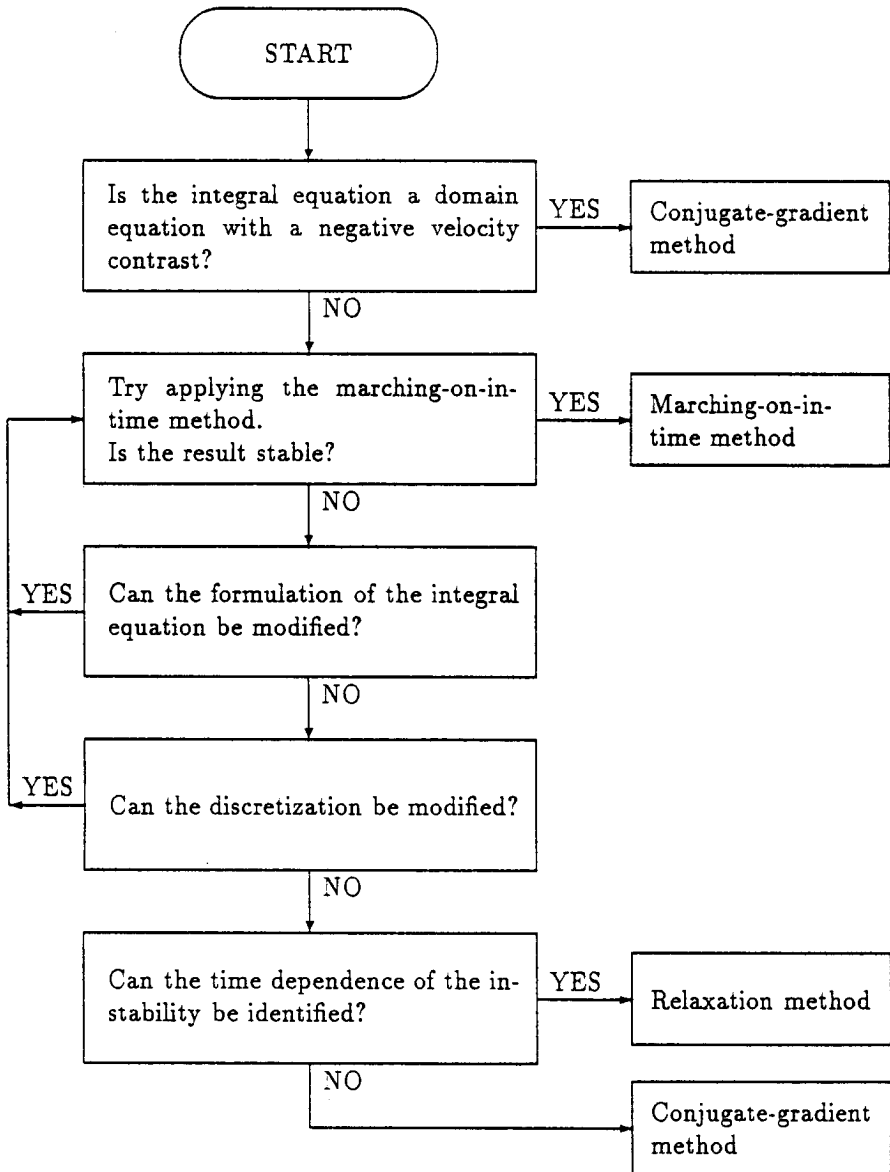 START
Is the integral equation a domain
equation with a negative velocity
contrast?
YES
Conjugate-gradient
method
NO
Try applying the marching-on-in-
time method.
Is the result stable?
YES
Marching-on-in-
time method
NO
YES
Can the formulation of the integral
equation be modified?
NO
YES
Can the discretization be modified?
NO
Can the time dependence of the in-
stability be identified?
YES
Relaxation method
NO
Conjugate-gradient
method